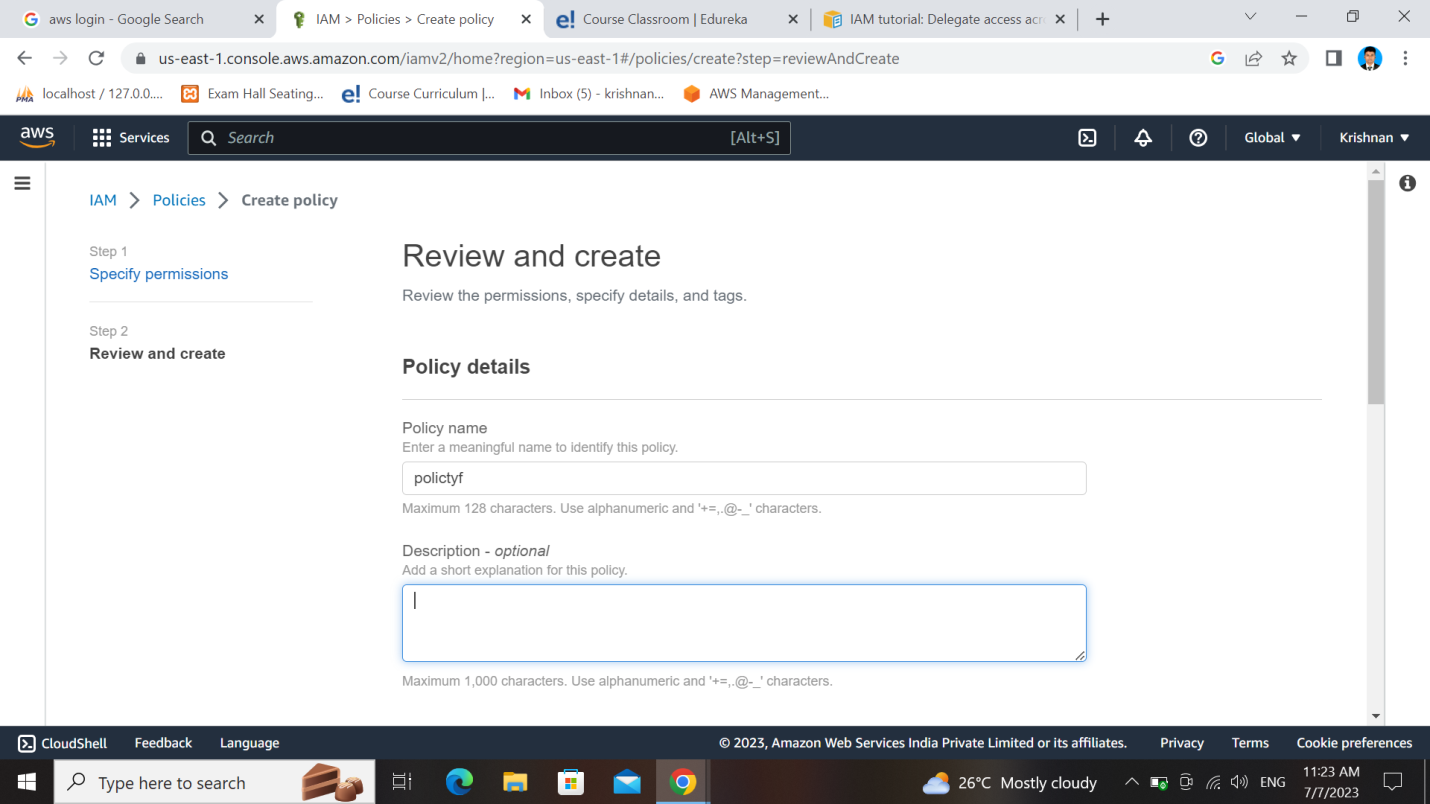 aws login - Google Search
IAM > Policies > Create policy
e! Course Classroom | Edureka
IAM tutorial: Delegate access acr
us-east-1.console.aws.amazon.com/iamv2/home?region=us-east-1#/policies/create?step=reviewAndCreate
PMA localhost / 127.0.0....
Exam Hall Seating...
e! Course Curriculum |...
Inbox (5) - krishnan...
AWS Management...
aws
Services
Search
[Alt+S]
Global
Krishnan
IAM > Policies > Create policy
Step 1
Specify permissions
Step 2
Review and create
Review and create
Review the permissions, specify details, and tags.
Policy details
Policy name
Enter a meaningful name to identify this policy.
polictyf
Maximum 128 characters. Use alphanumeric and '+=,.@-_' characters.
Description - optional
Add a short explanation for this policy.
Maximum 1,000 characters. Use alphanumeric and '+=,.@-_' characters.
CloudShell
Feedback
Language
© 2023, Amazon Web Services India Private Limited or its affiliates.
Privacy
Terms
Cookie preferences
Type here to search
26°C Mostly cloudy
ENG
11:23 AM
7/7/2023